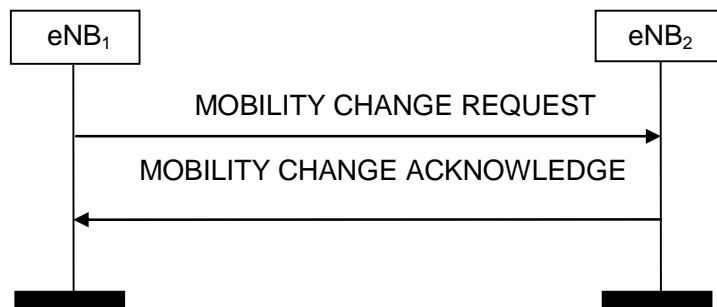 eNB₁
eNB₂
MOBILITY CHANGE REQUEST
MOBILITY CHANGE ACKNOWLEDGE